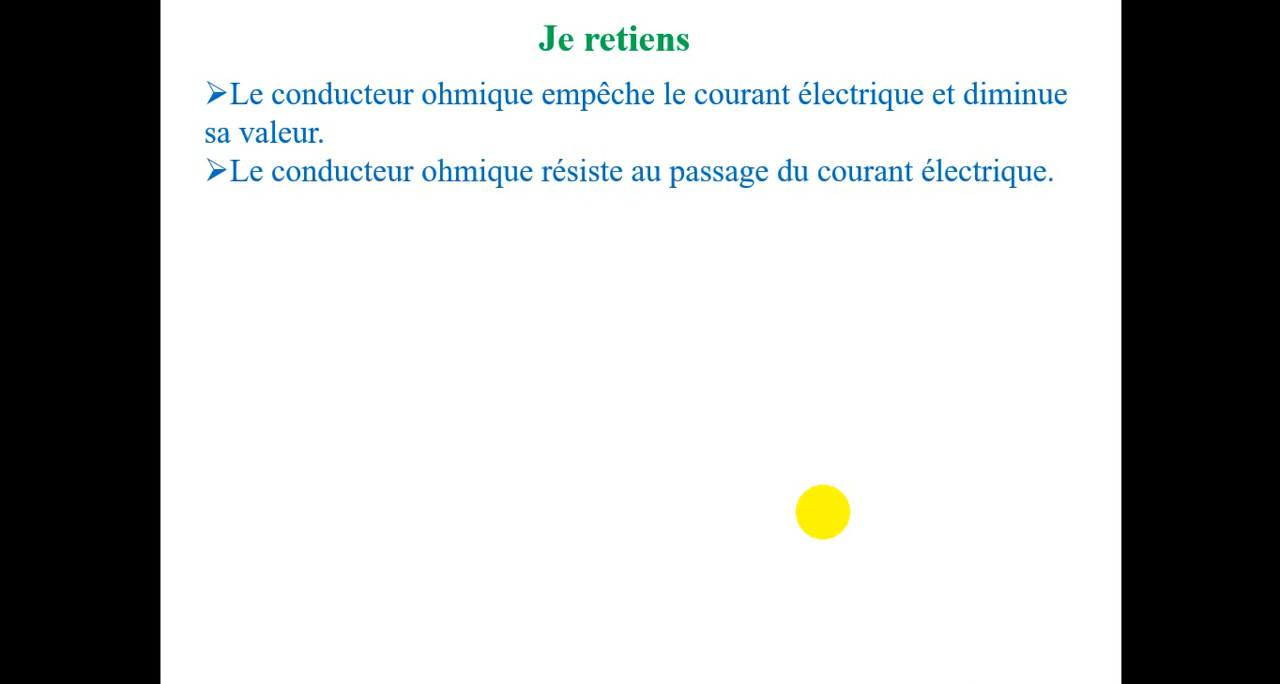 Je retiens
➢Le conducteur ohmique empêche le courant électrique et diminue
sa valeur.
➢Le conducteur ohmique résiste au passage du courant électrique.